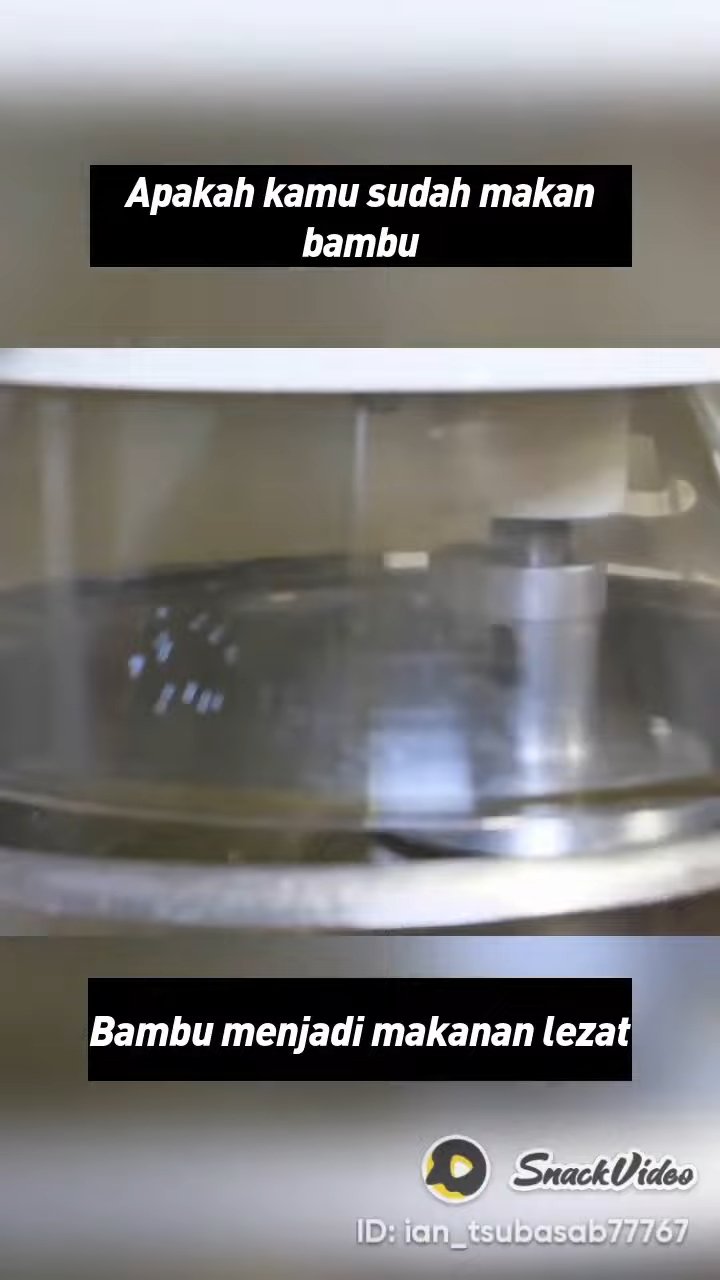 Apakah kamu sudah makan
bambu
Bambu menjadi makanan lezat
SnackVideo
ID: ian_tsubasab77767